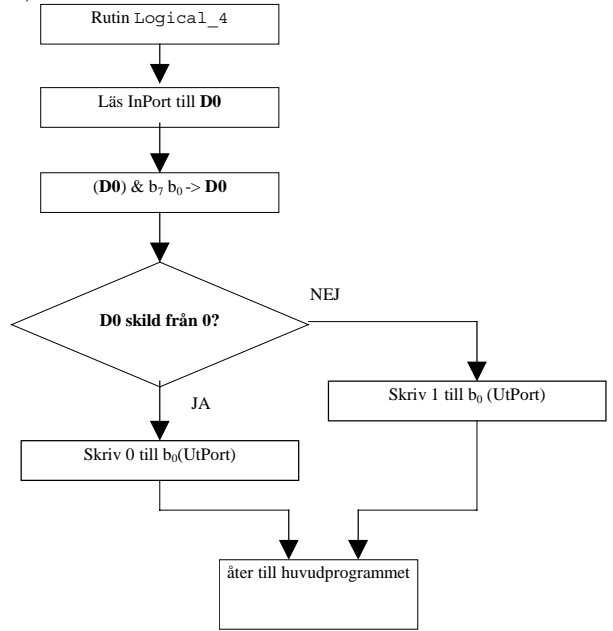 Rutin Logical_4
Läs InPort till D0
(D0) & b₇ b₀ -> D0
D0 skild från 0?
NEJ
JA
Skriv 1 till b₀ (UtPort)
Skriv 0 till b₀(UtPort)
åter till huvudprogrammet